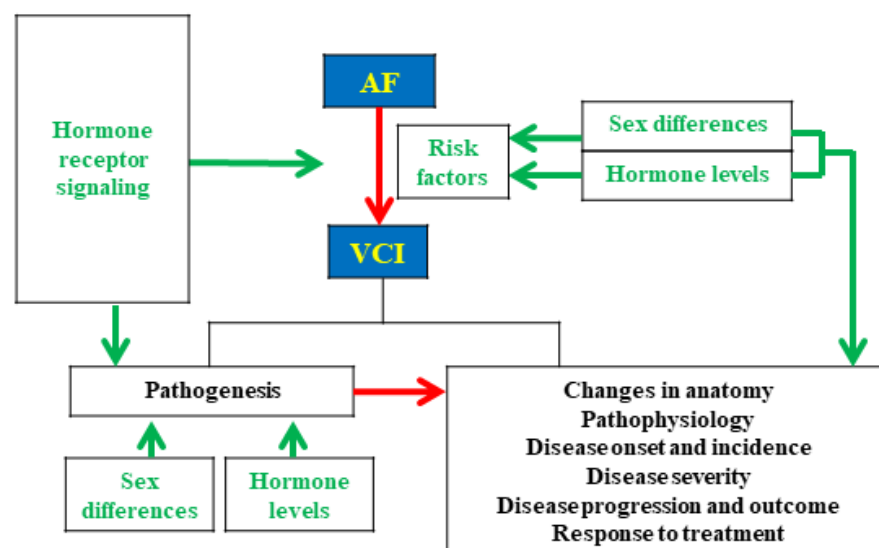 Hormone
receptor
signaling
AF
Risk
factors
Sex differences
Hormone levels
VCI
Pathogenesis
Sex
differences
Hormone
levels
Changes in anatomy
Pathophysiology
Disease onset and incidence
Disease severity
Disease progression and outcome
Response to treatment